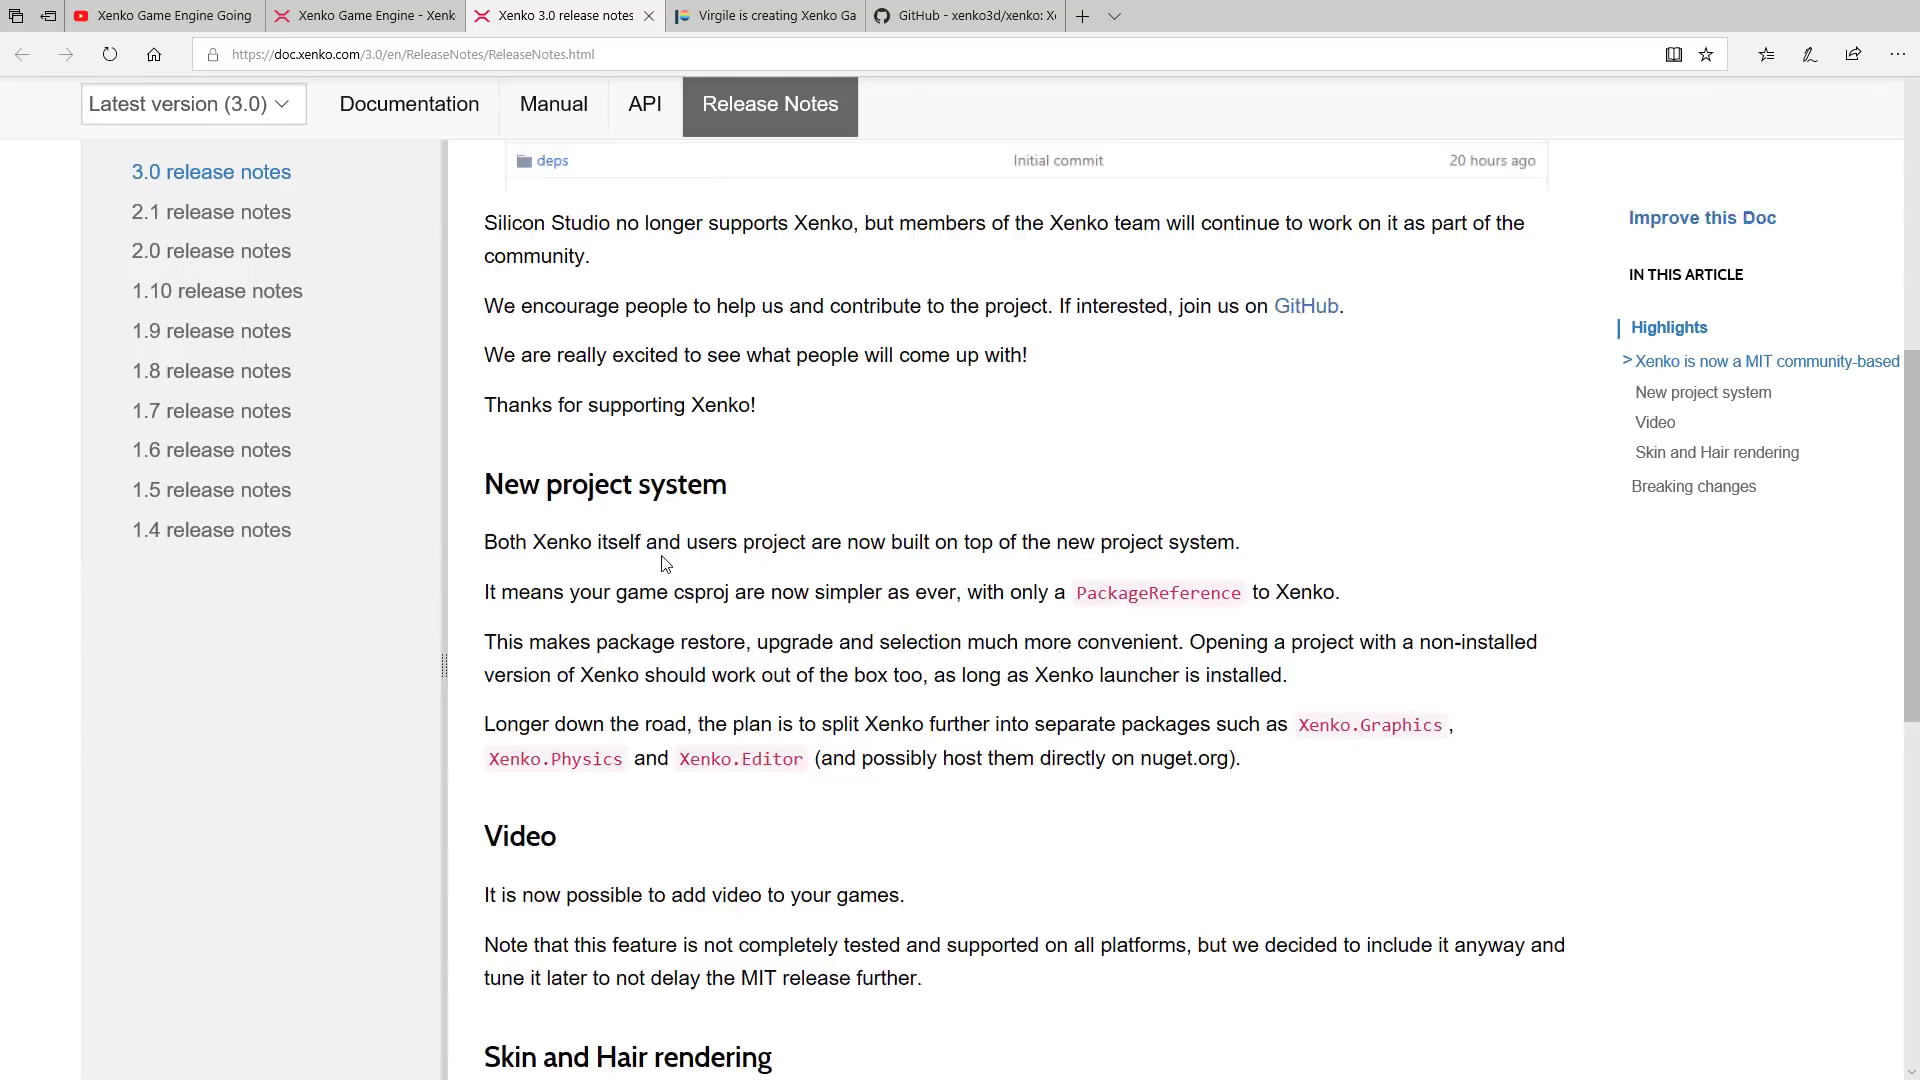 Xenko Game Engine Going
Xenko Game Engine - Xenk
Xenko 3.0 release notes
Virgile is creating Xenko Ga
GitHub - xenko3d/xenko: X
https://doc.xenko.com/3.0/en/ReleaseNotes/ReleaseNotes.html
Latest version (3.0)
Documentation
Manual
API
Release Notes
3.0 release notes
2.1 release notes
2.0 release notes
1.10 release notes
1.9 release notes
1.8 release notes
1.7 release notes
1.6 release notes
1.5 release notes
1.4 release notes
deps Initial commit 20 hours ago
Silicon Studio no longer supports Xenko, but members of the Xenko team will continue to work on it as part of the
community.
We encourage people to help us and contribute to the project. If interested, join us on GitHub.
We are really excited to see what people will come up with!
Thanks for supporting Xenko!
New project system
Both Xenko itself and users project are now built on top of the new project system.
It means your game csproj are now simpler as ever, with only a PackageReference to Xenko.
This makes package restore, upgrade and selection much more convenient. Opening a project with a non-installed
version of Xenko should work out of the box too, as long as Xenko launcher is installed.
Longer down the road, the plan is to split Xenko further into separate packages such as Xenko.Graphics ,
Xenko.Physics and Xenko.Editor (and possibly host them directly on nuget.org).
Video
It is now possible to add video to your games.
Note that this feature is not completely tested and supported on all platforms, but we decided to include it anyway and
tune it later to not delay the MIT release further.
Skin and Hair rendering
Improve this Doc
IN THIS ARTICLE
Highlights
> Xenko is now a MIT community-based
New project system
Video
Skin and Hair rendering
Breaking changes